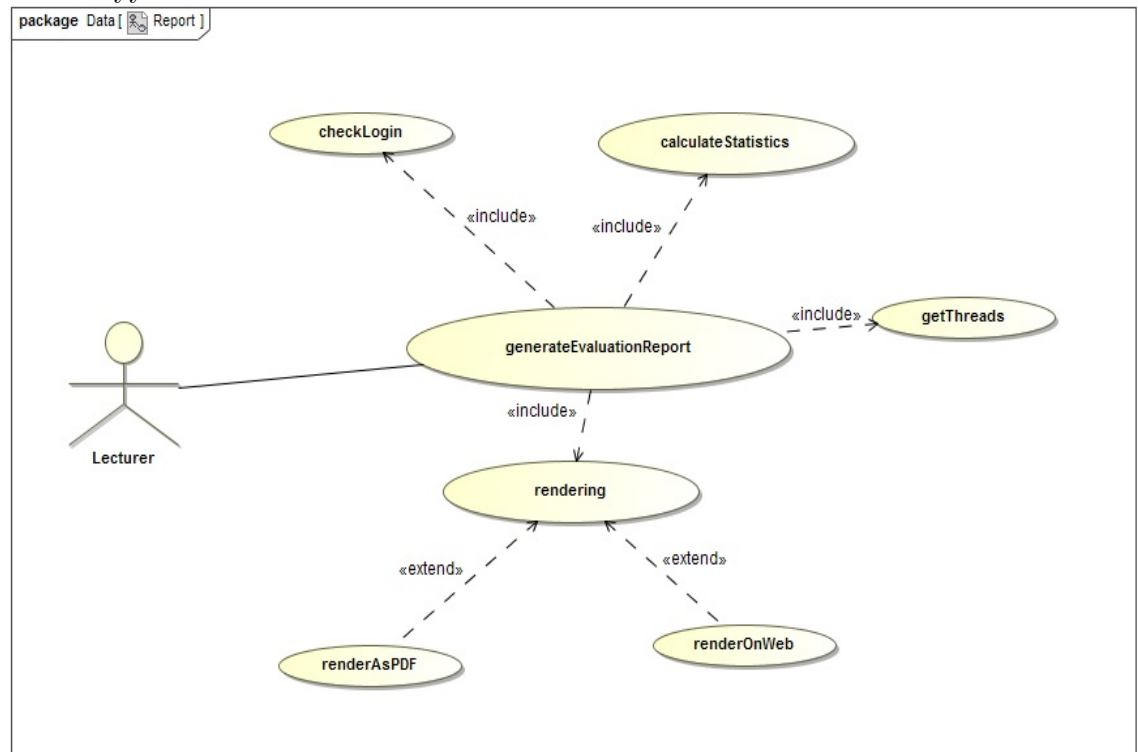 package Data [ Report ]
checkLogin
calculateStatistics
«include»
«include»
«include»
getThreads
generateEvaluationReport
«include»
Lecturer
rendering
«extend»
«extend»
renderAsPDF
renderOnWeb